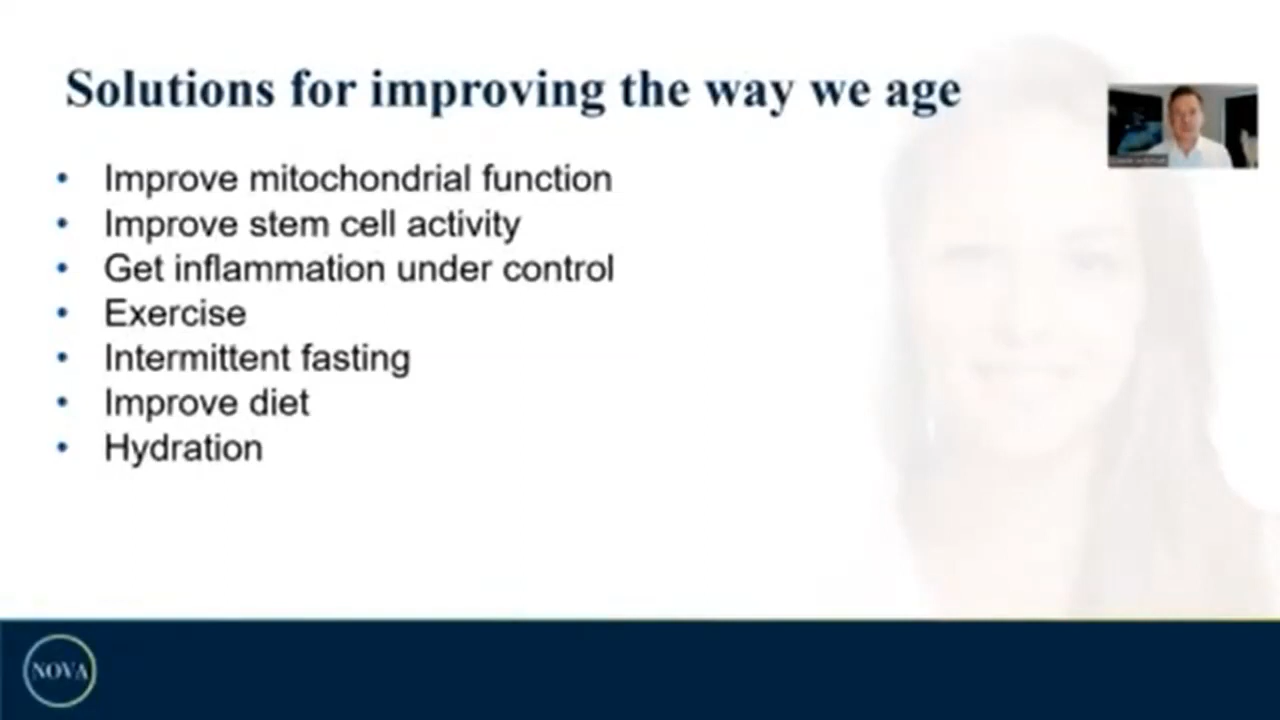 Solutions for improving the way we age
• Improve mitochondrial function
• Improve stem cell activity
• Get inflammation under control
• Exercise
• Intermittent fasting
• Improve diet
• Hydration
NOVA